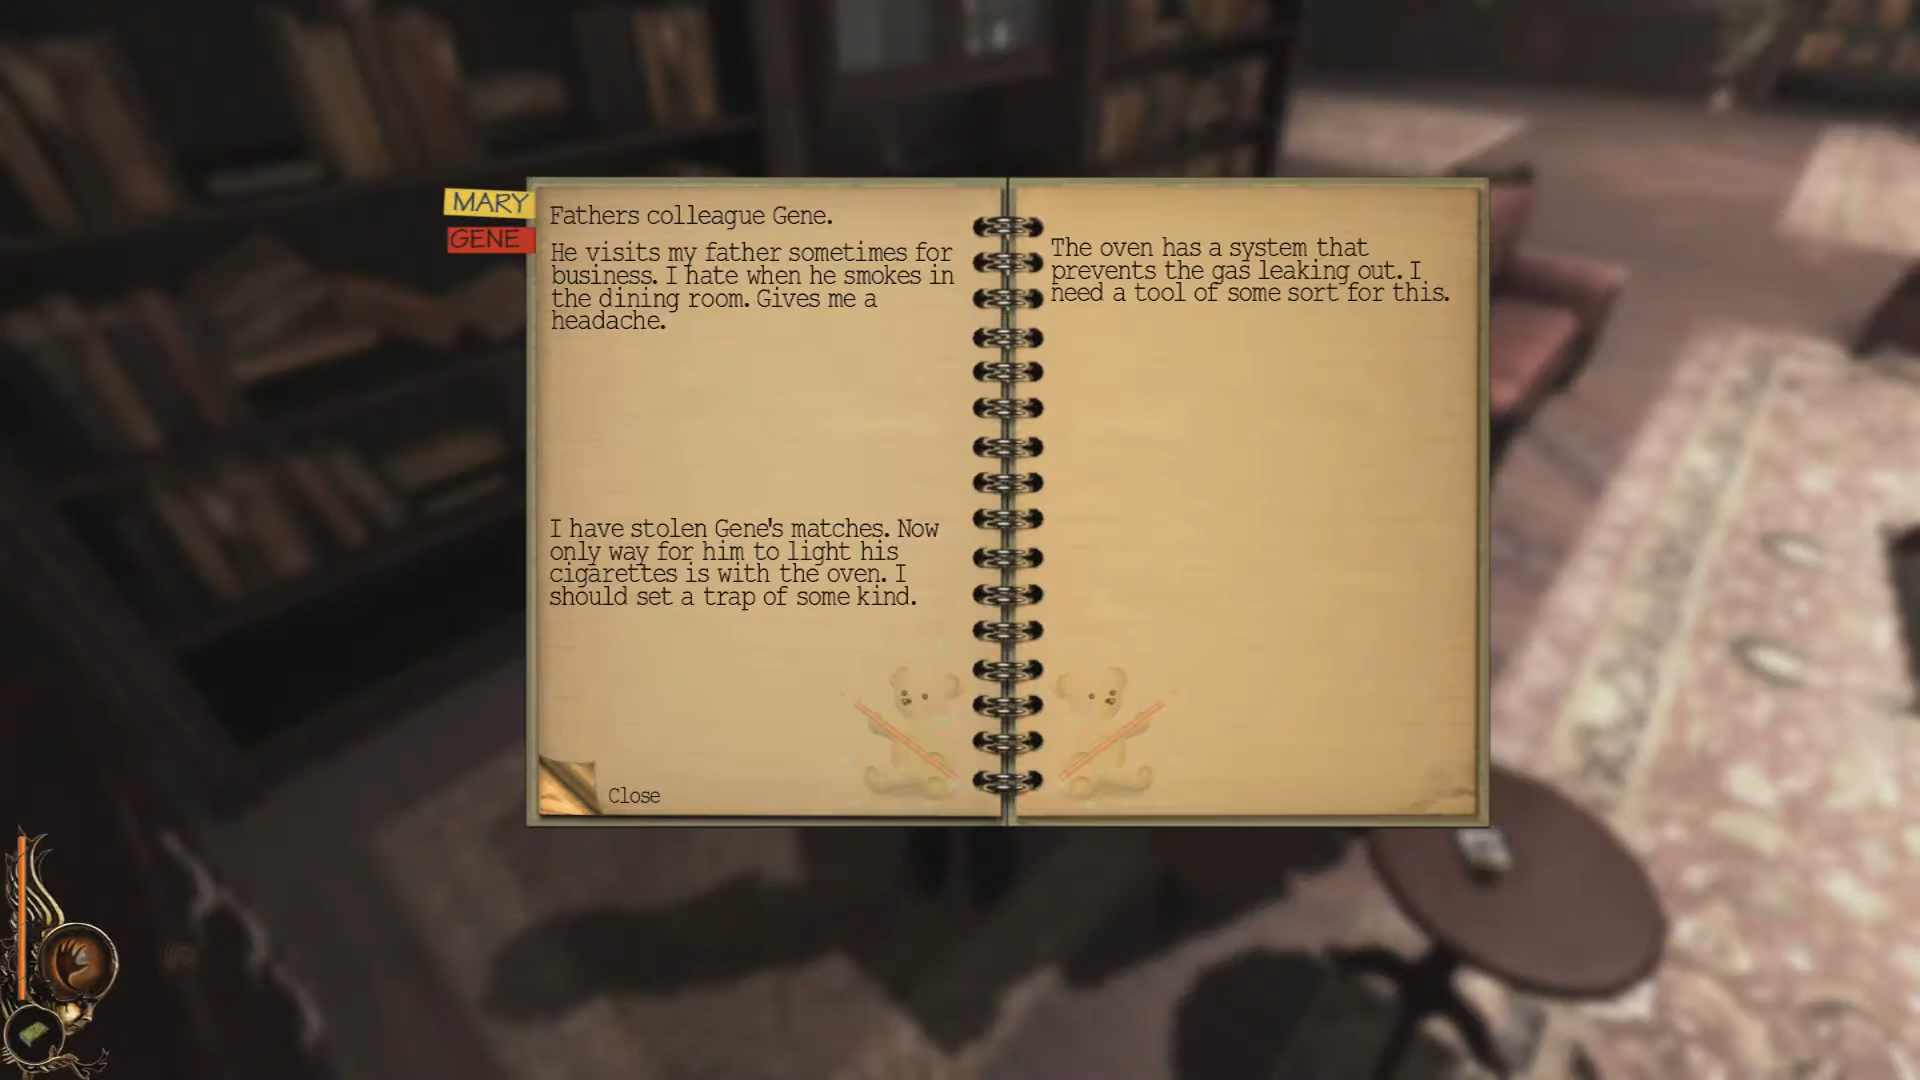 MARY
GENE
Fathers colleague Gene.
He visits my father sometimes for
business. I hate when he smokes in
the dining room. Gives me a
headache.
I have stolen Gene's matches. Now
only way for him to light his
cigarettes is with the oven. I
should set a trap of some kind.
Close
The oven has a system that
prevents the gas leaking out. I
need a tool of some sort for this.